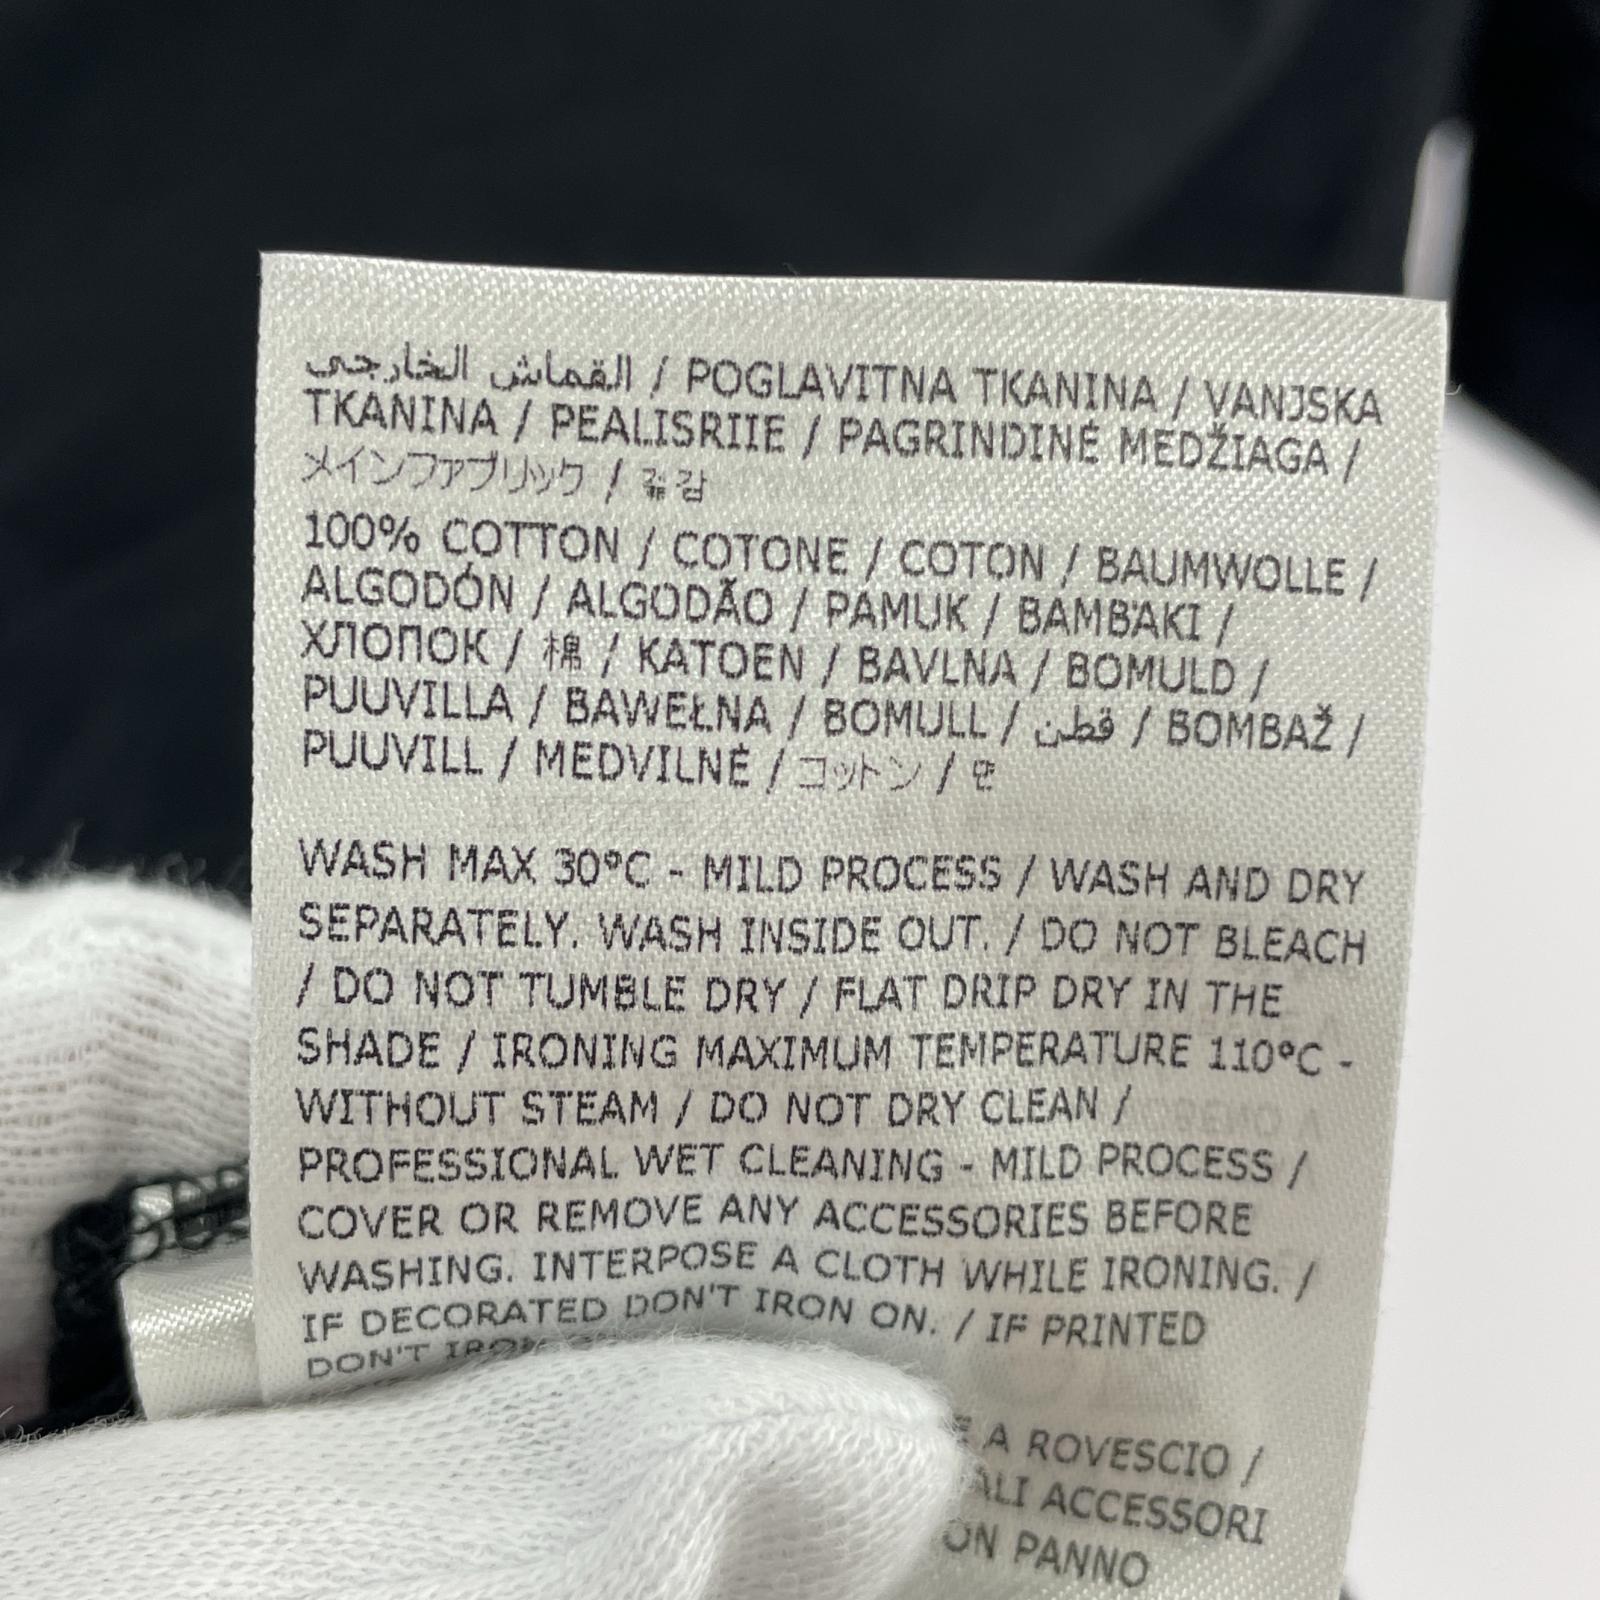 القماش الخارجي / POGLAVITNA TKANINA / VANJSKA
TKANINA / PEALISRIIE / PAGRINDINĖ MEDŽIAGA /
メインファブリック / 겉감
100% COTTON / COTONE / COTON / BAUMWOLLE /
ALGODÓN / ALGODÃO / PAMUK / ΒΑΜΒΑΚΙ /
ХЛОПОК / 棉 / KATOEN / BAVLNA / BOMULD /
PUUVILLA / BAWEŁNA / BOMULL / قطن / BOMBAŽ /
PUUVILL / MEDVILNĖ / コットン / 면
WASH MAX 30°C - MILD PROCESS / WASH AND DRY
SEPARATELY. WASH INSIDE OUT. / DO NOT BLEACH
/ DO NOT TUMBLE DRY / FLAT DRIP DRY IN THE
SHADE / IRONING MAXIMUM TEMPERATURE 110°C -
WITHOUT STEAM / DO NOT DRY CLEAN /
PROFESSIONAL WET CLEANING - MILD PROCESS /
COVER OR REMOVE ANY ACCESSORIES BEFORE
WASHING. INTERPOSE A CLOTH WHILE IRONING. /
IF DECORATED DON'T IRON ON. / IF PRINTED
DON'T IRON
A ROVESCIO /
ACCESSORI
PANNO